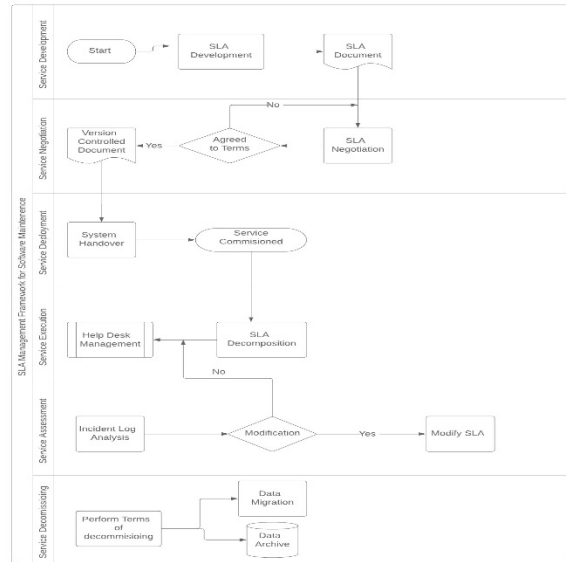 SLA Management Framework for Software Maintenence
Service Development
Start
SLA
Development
SLA
Document
Service Negotiation
No
Version
Controlled
Document
Yes
Agreed
to Terms
SLA
Negotiation
Service Deployment
System
Handover
Service
Commisioned
Service Execution
Help Desk
Management
SLA
Decomposition
No
Service Assessment
Incident Log
Analysis
Modification
Yes
Modify SLA
Service Decomissioing
Perform Terms
of
decommisioing
Data
Migration
Data
Archive